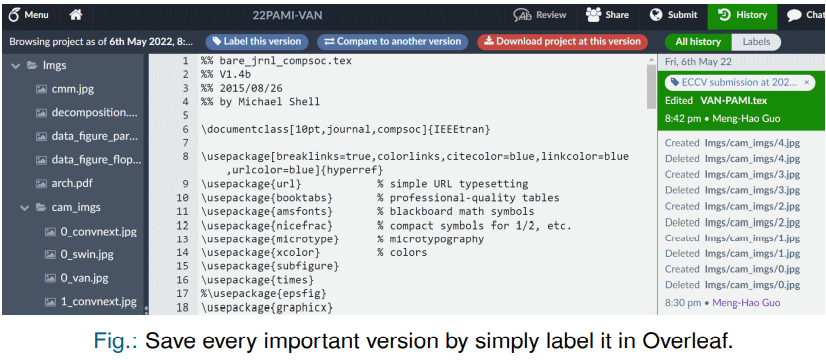 Menu
22PAMI-VAN
Review
Share
Submit
History
Chat
Browsing project as of 6th May 2022, 8:...
Label this version
Compare to another version
Download project at this version
All history
Labels
Imgs
cmm.jpg
decomposition....
data_figure_par...
data_figure_flop...
arch.pdf
cam_imgs
0_convnext.jpg
0_swin.jpg
0_van.jpg
1_convnext.jpg
1 %% bare_jrnl_compsoc.tex
2 %% V1.4b
3 %% 2015/08/26
4 %% by Michael Shell
5
6 \documentclass[10pt,journal,compsoc]{IEEEtran}
7
8 \usepackage[breaklinks=true,colorlinks,citecolor=blue,linkcolor=blue
,urlcolor=blue]{hyperref}
9 \usepackage{url} % simple URL typesetting
10 \usepackage{booktabs} % professional-quality tables
11 \usepackage{amsfonts} % blackboard math symbols
12 \usepackage{nicefrac} % compact symbols for 1/2, etc.
13 \usepackage{microtype} % microtypography
14 \usepackage{xcolor} % colors
15 \usepackage{subfigure}
16 \usepackage{times}
17 %\usepackage{epsfig}
18 \usepackage{graphicx}
Fri, 6th May 22
ECCV submission at 202... ×
Edited VAN-PAMI.tex
8:42 pm • Meng-Hao Guo
Created Imgs/cam_imgs/4.jpg
Deleted Imgs/cam_imgs/4.jpg
Created Imgs/cam_imgs/3.jpg
Deleted Imgs/cam_imgs/3.jpg
Created Imgs/cam_imgs/2.jpg
Deleted Imgs/cam_imgs/2.jpg
Created Imgs/cam_imgs/1.jpg
Deleted Imgs/cam_imgs/1.jpg
Created Imgs/cam_imgs/0.jpg
Deleted Imgs/cam_imgs/0.jpg
8:30 pm • Meng-Hao Guo
Fig.: Save every important version by simply label it in Overleaf.